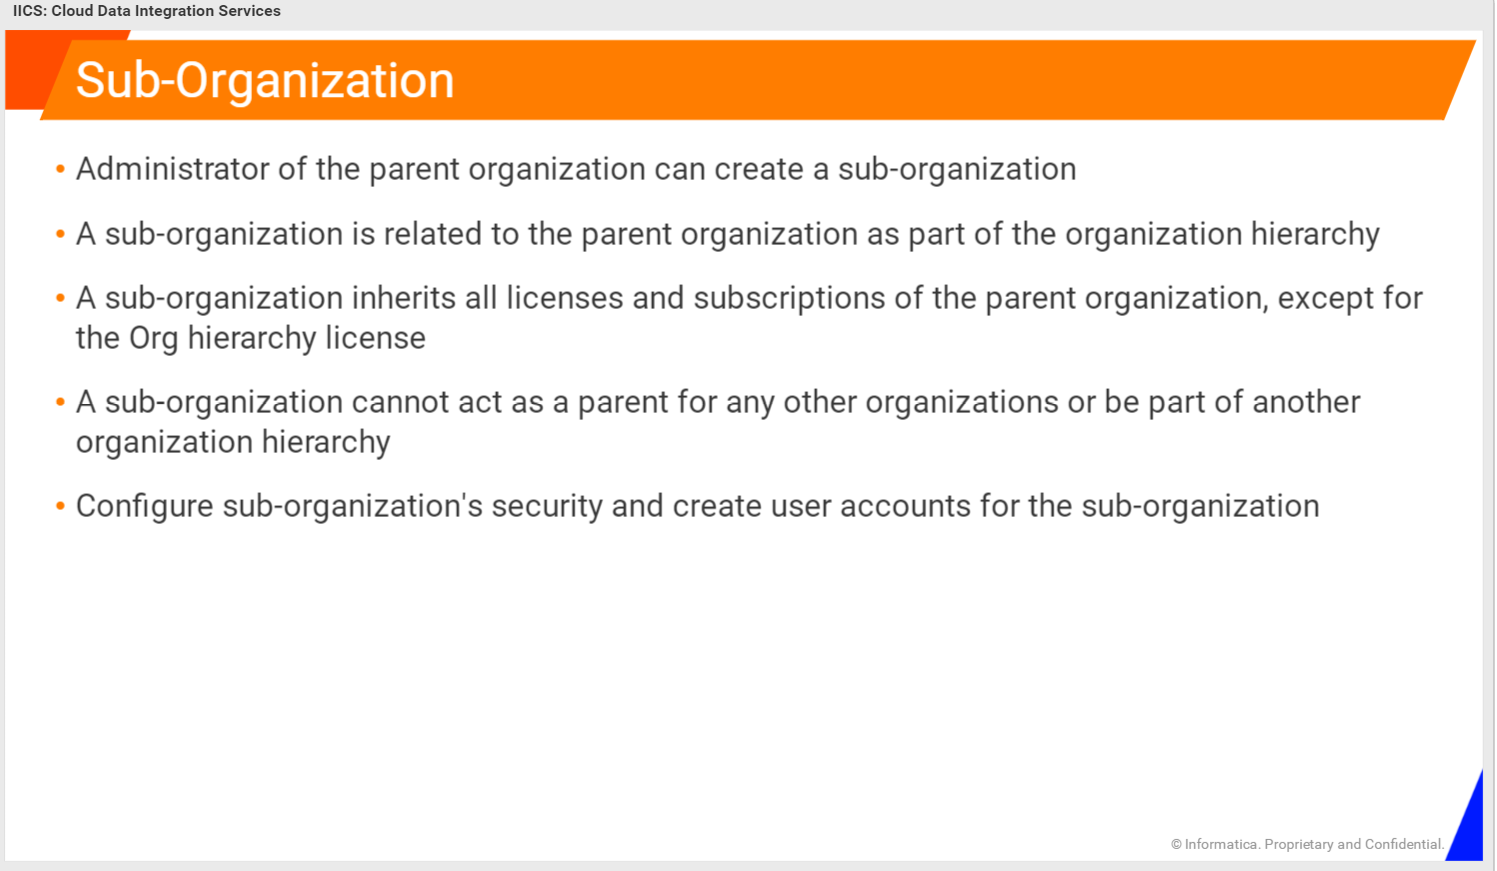 IICS: Cloud Data Integration Services
Sub-Organization
• Administrator of the parent organization can create a sub-organization
• A sub-organization is related to the parent organization as part of the organization hierarchy
• A sub-organization inherits all licenses and subscriptions of the parent organization, except for
the Org hierarchy license
• A sub-organization cannot act as a parent for any other organizations or be part of another
organization hierarchy
• Configure sub-organization's security and create user accounts for the sub-organization
© Informatica. Proprietary and Confidential.